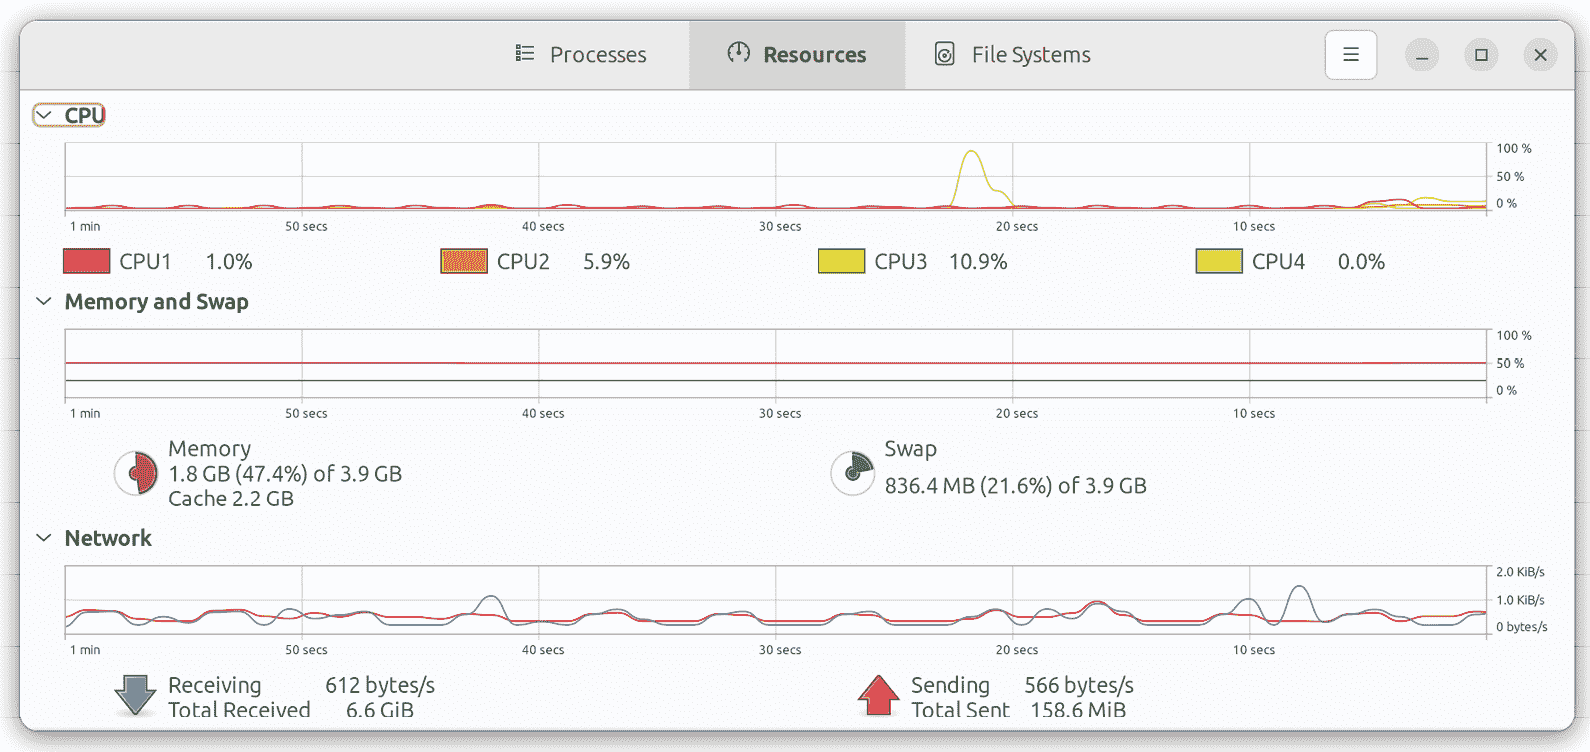 Processes Resources File Systems
CPU
100 %
50 %
0 %
1 min 50 secs 40 secs 30 secs 20 secs 10 secs
CPU1 1.0% CPU2 5.9% CPU3 10.9% CPU4 0.0%
Memory and Swap
100 %
50 %
0 %
1 min 50 secs 40 secs 30 secs 20 secs 10 secs
Memory
1.8 GB (47.4%) of 3.9 GB
Cache 2.2 GB
Swap
836.4 MB (21.6%) of 3.9 GB
Network
2.0 KiB/s
1.0 KiB/s
0 bytes/s
1 min 50 secs 40 secs 30 secs 20 secs 10 secs
Receiving 612 bytes/s
Total Received 6.6 GiB
Sending 566 bytes/s
Total Sent 158.6 MiB